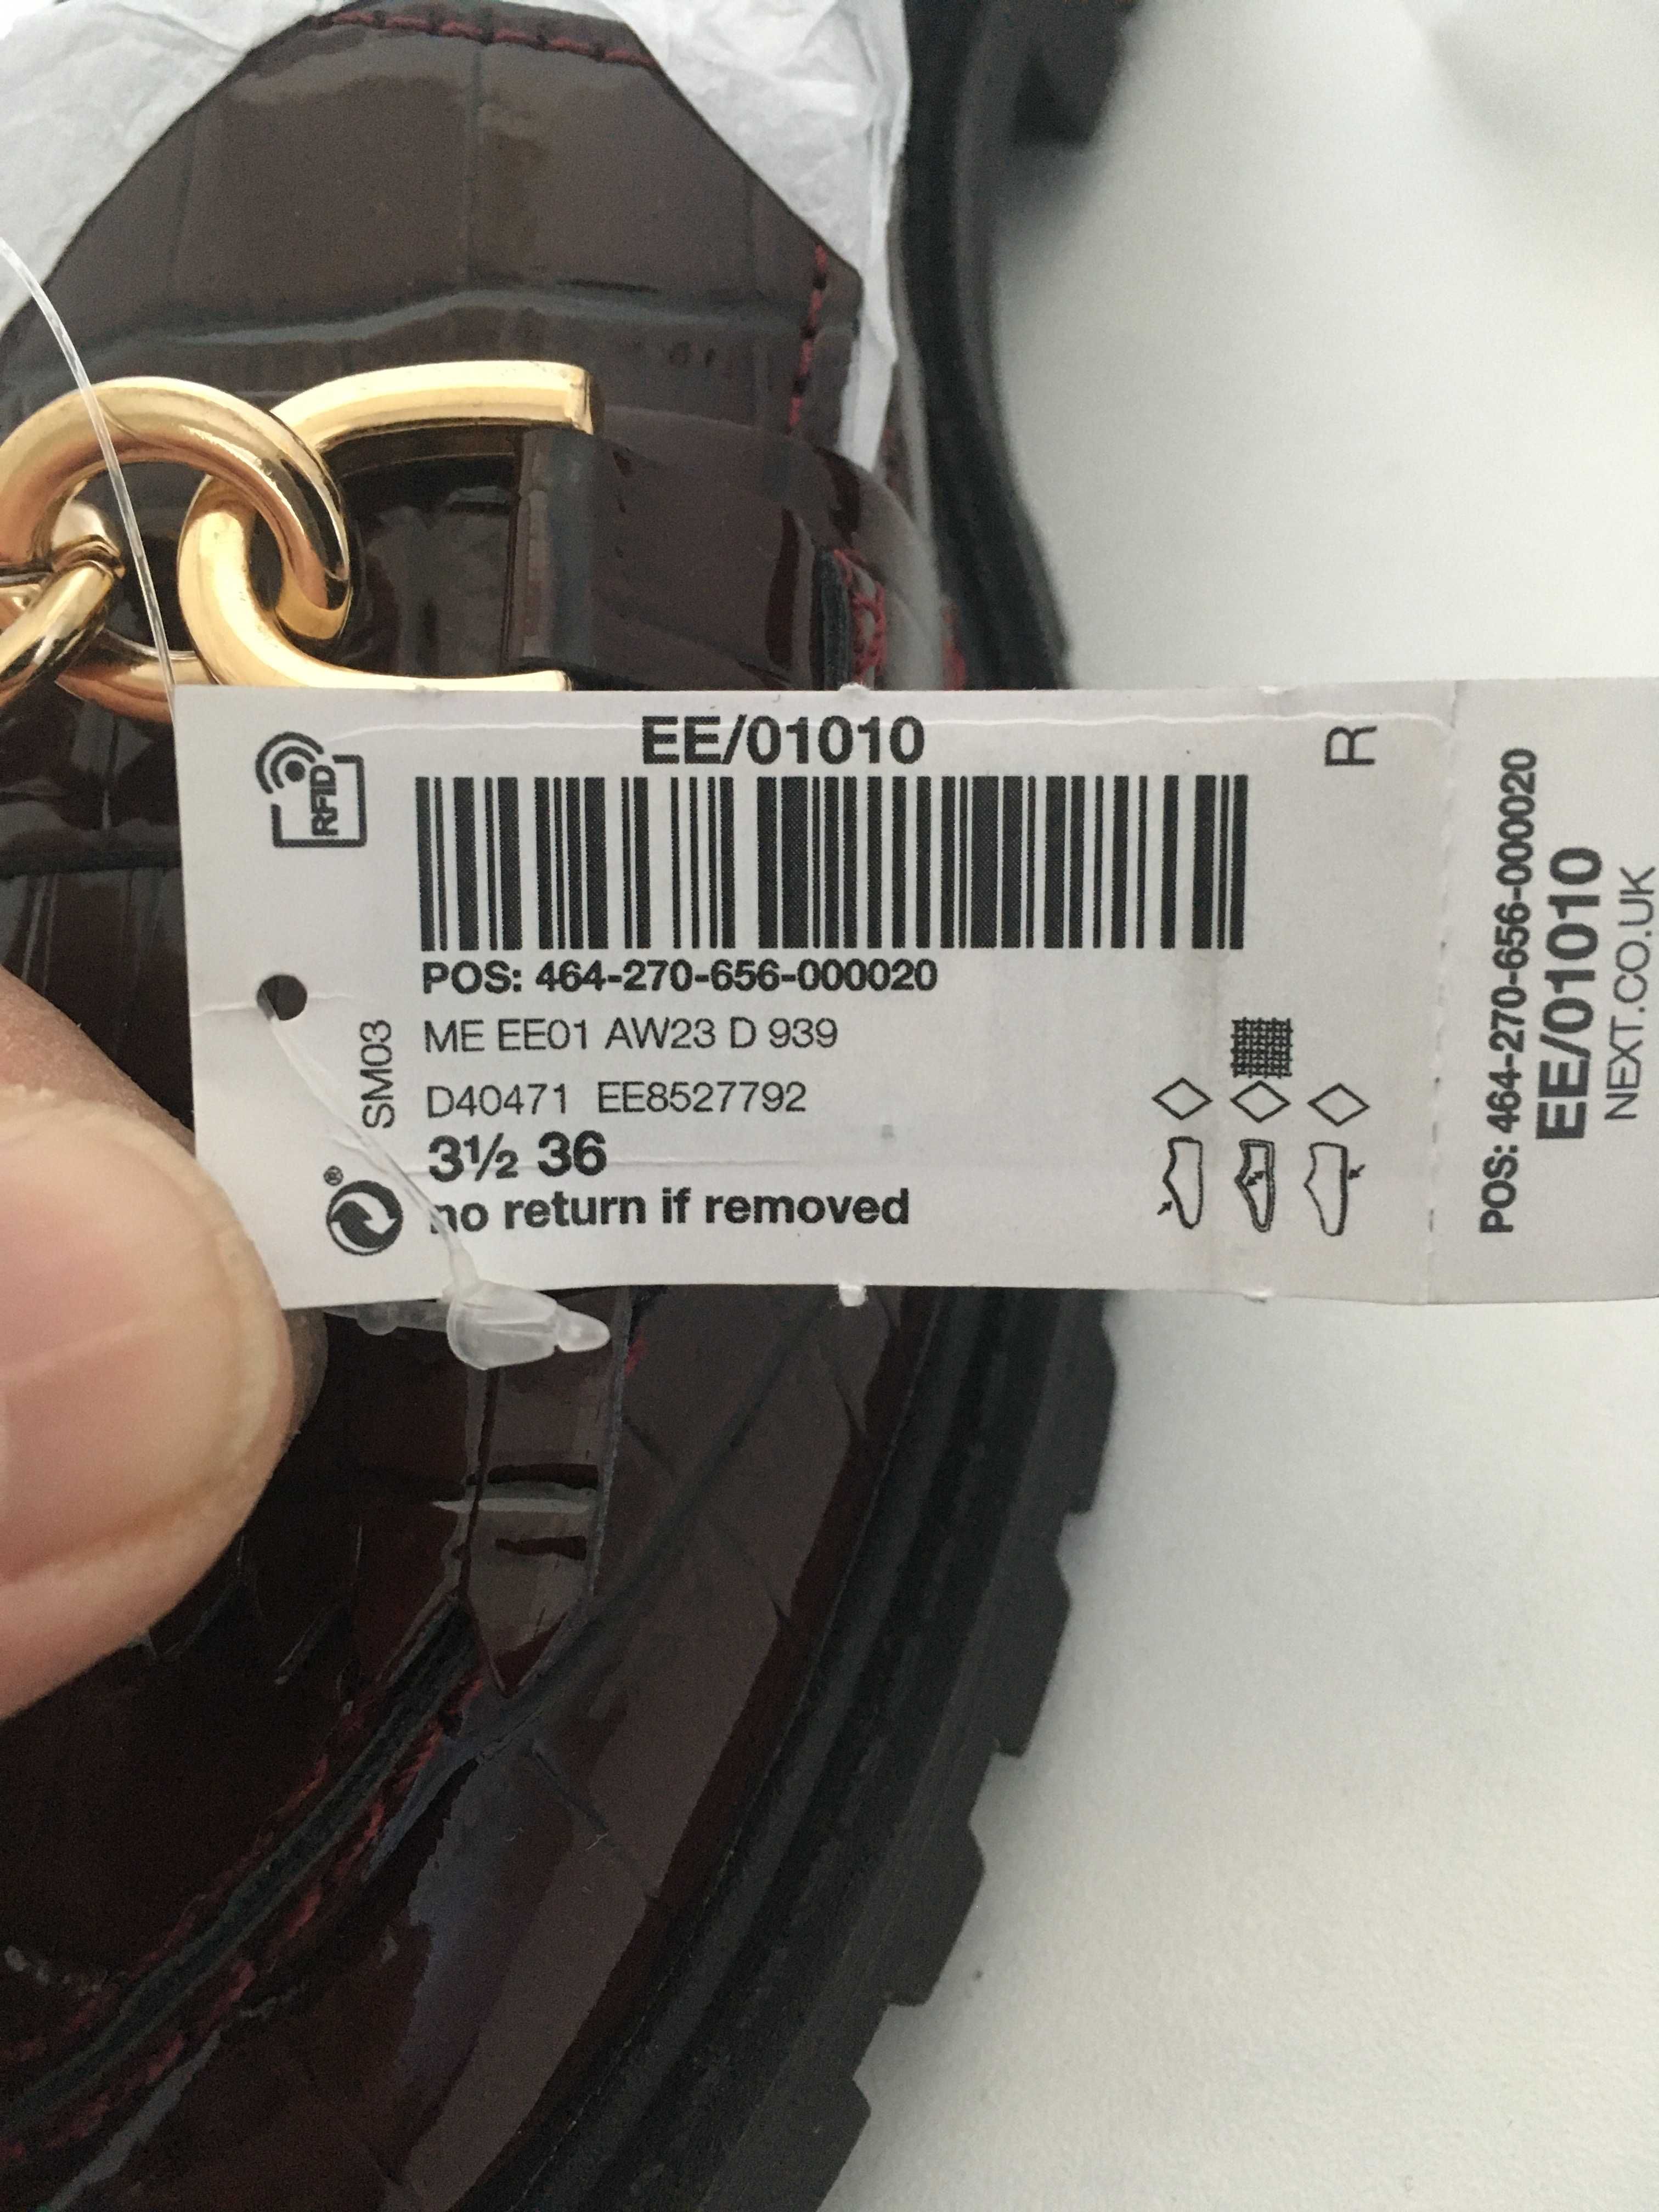 EE/01010
R
RFID
POS: 464-270-656-000020
SM03
ME EE01 AW23 D 939
D40471 EE8527792
3½ 36
®
no return if removed
POS: 464-270-656-000020
EE/01010
NEXT.CO.UK